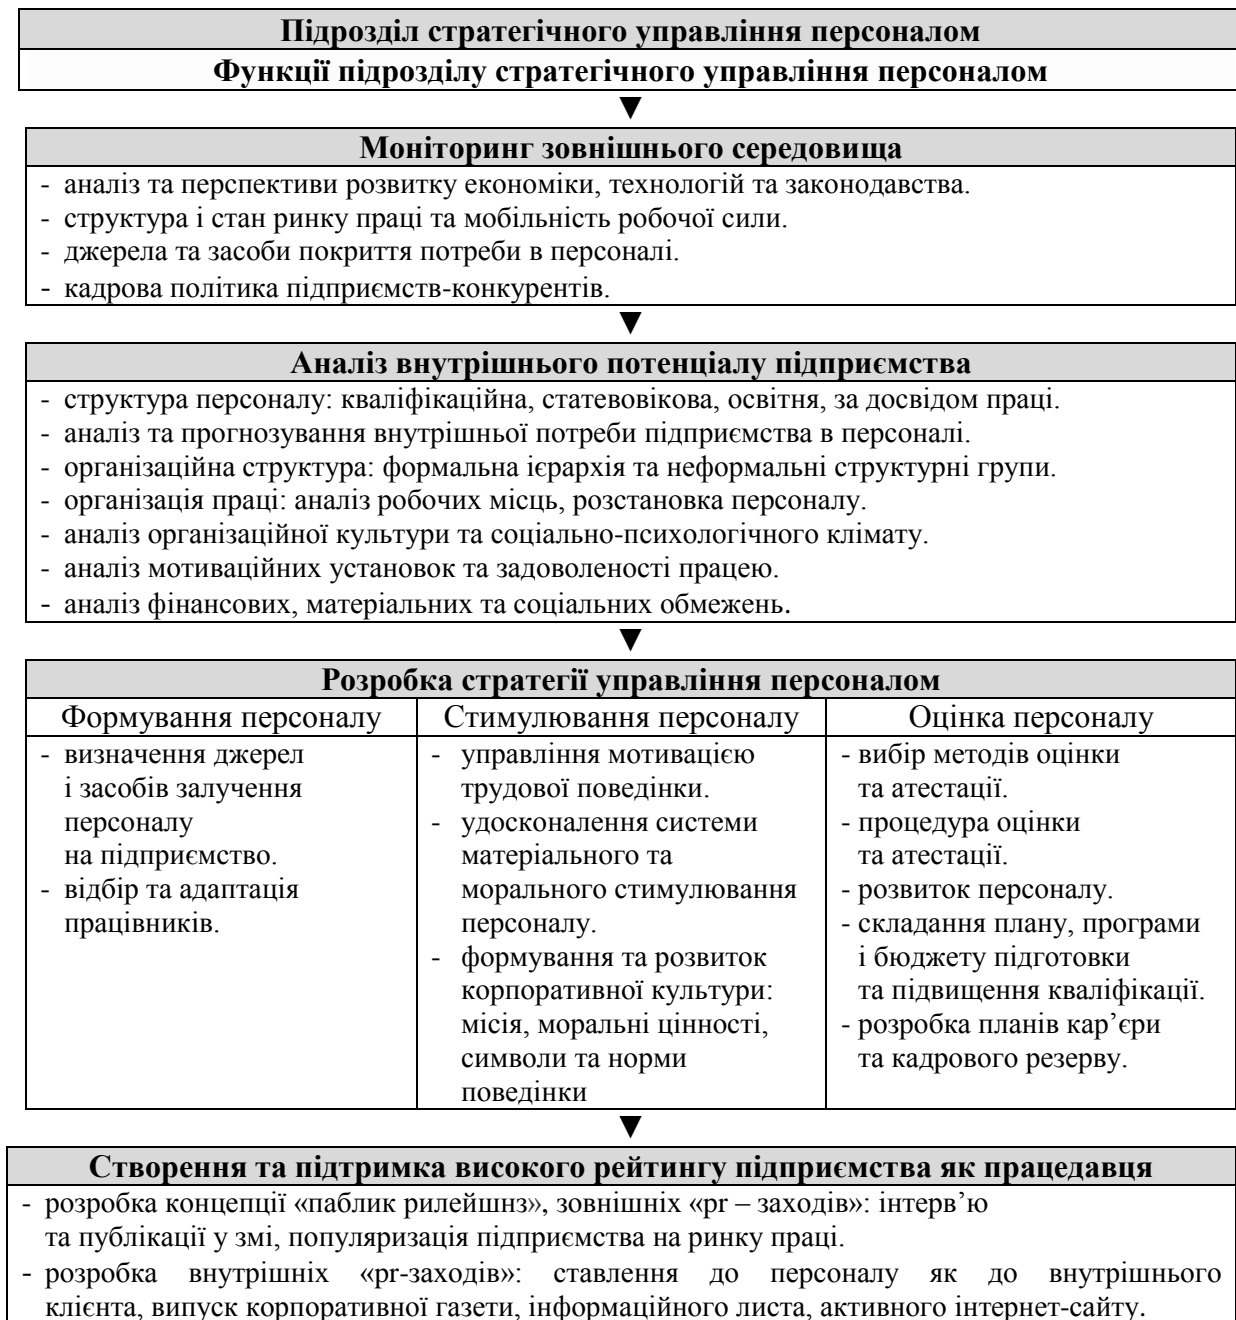 Підрозділ стратегічного управління персоналом
Функції підрозділу стратегічного управління персоналом
▼
Моніторинг зовнішнього середовища
- аналіз та перспективи розвитку економіки, технологій та законодавства.
- структура і стан ринку праці та мобільність робочої сили.
- джерела та засоби покриття потреби в персоналі.
- кадрова політика підприємств-конкурентів.
▼
Аналіз внутрішнього потенціалу підприємства
- структура персоналу: кваліфікаційна, статевовікова, освітня, за досвідом праці.
- аналіз та прогнозування внутрішньої потреби підприємства в персоналі.
- організаційна структура: формальна ієрархія та неформальні структурні групи.
- організація праці: аналіз робочих місць, розстановка персоналу.
- аналіз організаційної культури та соціально-психологічного клімату.
- аналіз мотиваційних установок та задоволеності працею.
- аналіз фінансових, матеріальних та соціальних обмежень.
▼
Розробка стратегії управління персоналом
Формування персоналу
- визначення джерел
і засобів залучення
персоналу
на підприємство.
- відбір та адаптація
працівників.
Стимулювання персоналу
- управління мотивацією
трудової поведінки.
- удосконалення системи
матеріального та
морального стимулювання
персоналу.
- формування та розвиток
корпоративної культури:
місія, моральні цінності,
символи та норми
поведінки
Оцінка персоналу
- вибір методів оцінки
та атестації.
- процедура оцінки
та атестації.
- розвиток персоналу.
- складання плану, програми
і бюджету підготовки
та підвищення кваліфікації.
- розробка планів кар’єри
та кадрового резерву.
▼
Створення та підтримка високого рейтингу підприємства як працедавця
- розробка концепції «паблик рилейшнз», зовнішніх «pr – заходів»: інтерв’ю
та публікації у змі, популяризація підприємства на ринку праці.
- розробка внутрішніх «pr-заходів»: ставлення до персоналу як до внутрішнього
клієнта, випуск корпоративної газети, інформаційного листа, активного інтернет-сайту.